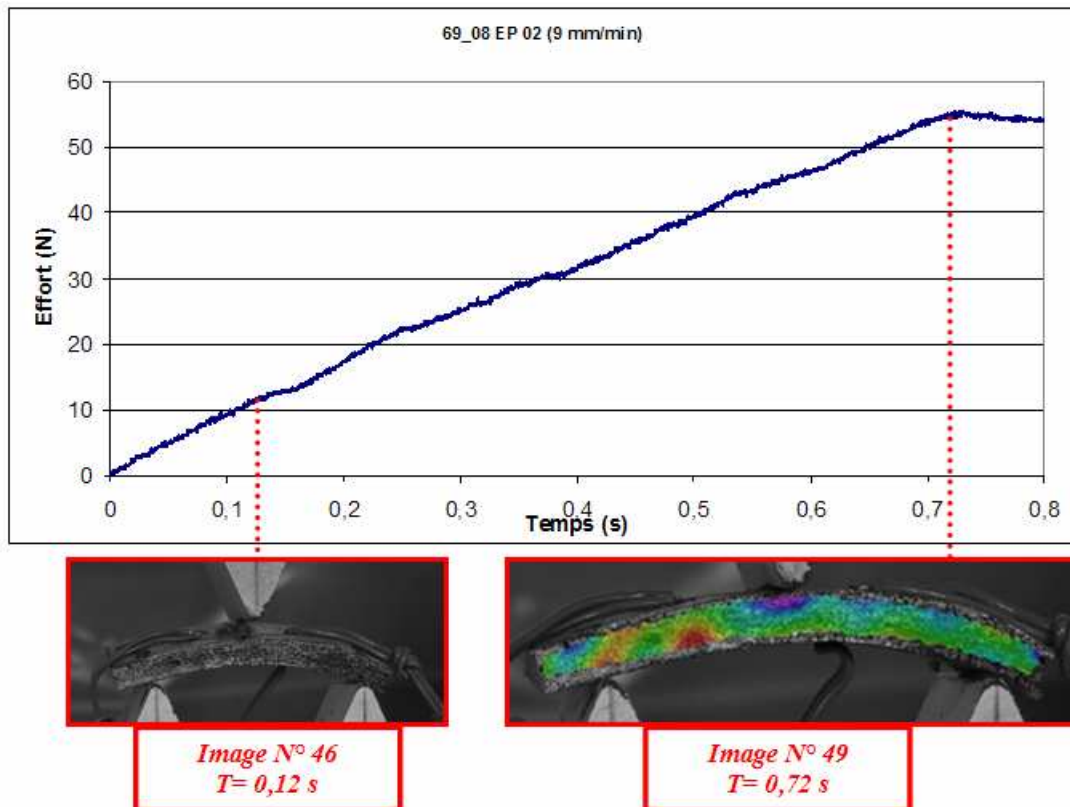 69_08 EP 02 (9 mm/min)
Effort (N)
60
50
40
30
20
10
0
0 0,1 0,2 0,3 0,4 0,5 0,6 0,7 0,8
Temps (s)
Image N° 46
T= 0,12 s
Image N° 49
T= 0,72 s